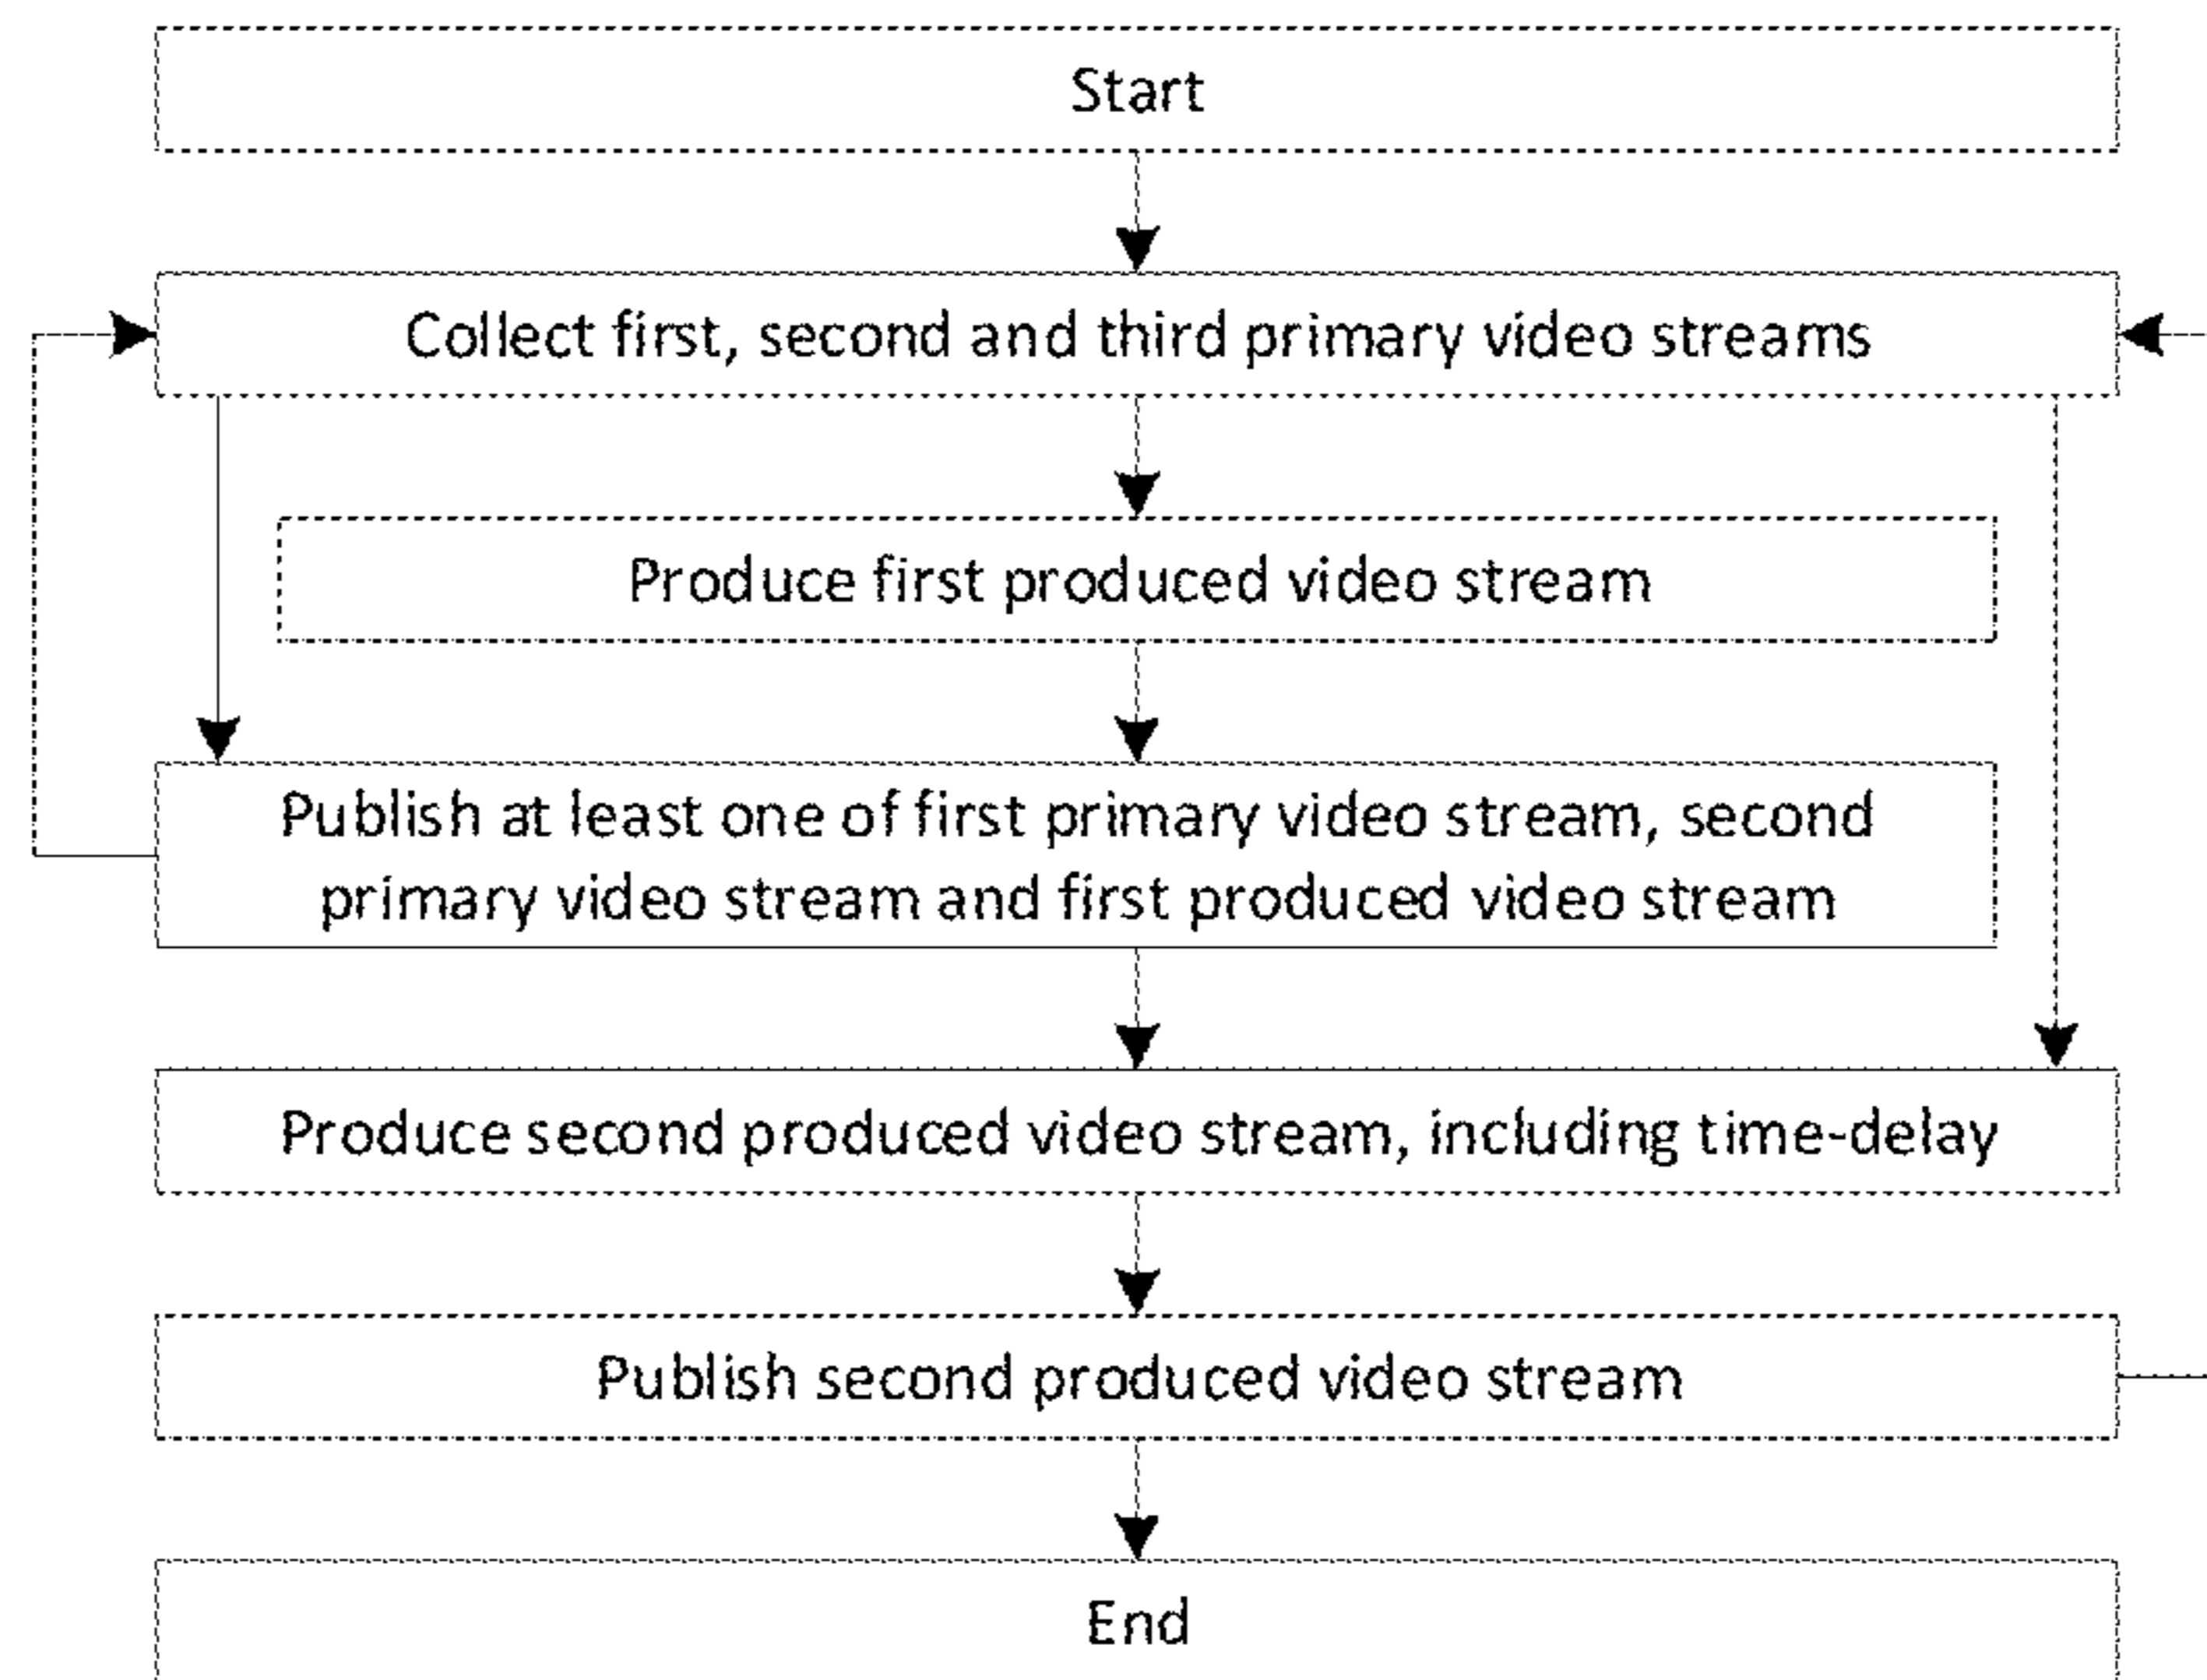 Start
Collect first, second and third primary video streams
Produce first produced video stream
Publish at least one of first primary video stream, second
primary video stream and first produced video stream
Produce second produced video stream, including time-delay
Publish second produced video stream
End